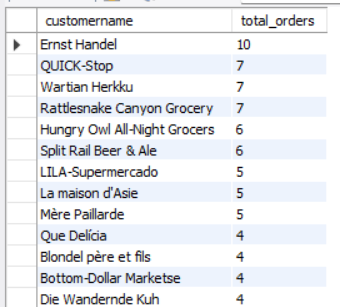 customername total_orders
Ernst Handel 10
QUICK-Stop 7
Wartian Herkku 7
Rattlesnake Canyon Grocery 7
Hungry Owl All-Night Grocers 6
Split Rail Beer & Ale 6
LILA-Supermercado 5
La maison d'Asie 5
Mère Paillarde 5
Que Delícia 4
Blondel père et fils 4
Bottom-Dollar Marketse 4
Die Wandernde Kuh 4